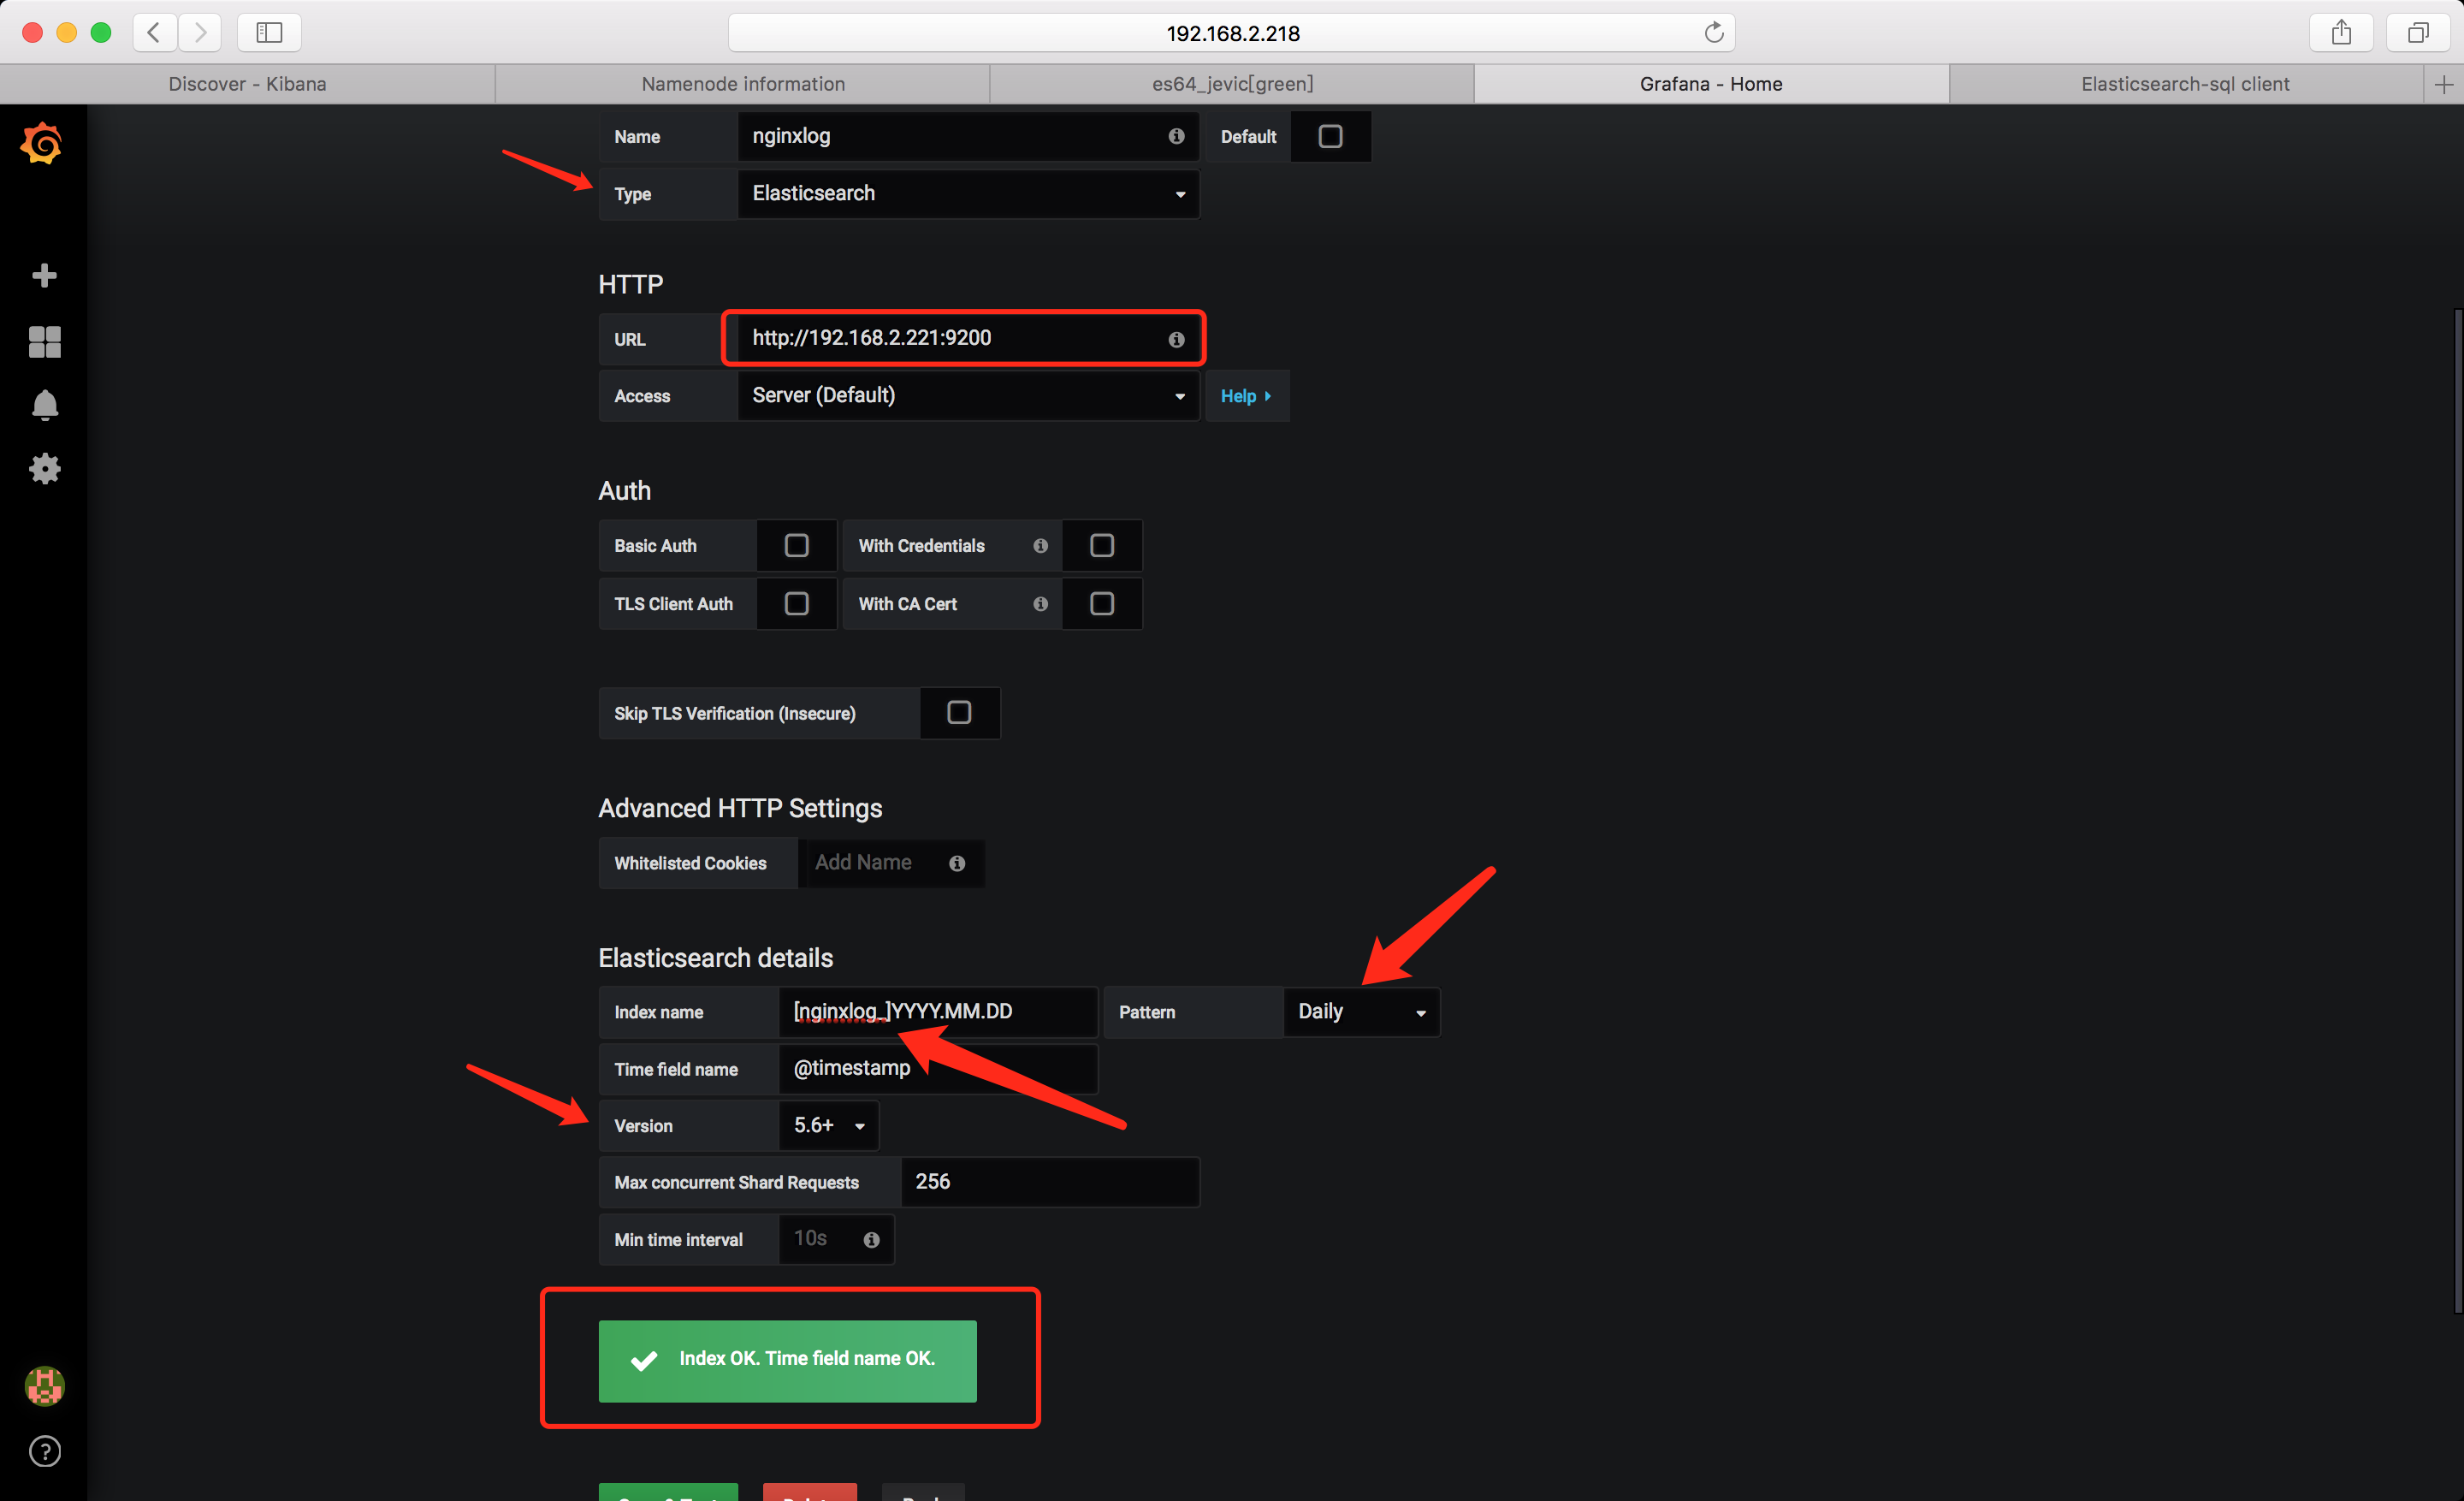 192.168.2.218
Discover - Kibana
Namenode information
es64_jevic[green]
Grafana - Home
Elasticsearch-sql client
Name
nginxlog
Default
Type
Elasticsearch
HTTP
URL
http://192.168.2.221:9200
Access
Server (Default)
Help
Auth
Basic Auth
With Credentials
TLS Client Auth
With CA Cert
Skip TLS Verification (Insecure)
Advanced HTTP Settings
Whitelisted Cookies
Add Name
Elasticsearch details
Index name
[nginxlog_]YYYY.MM.DD
Pattern
Daily
Time field name
@timestamp
Version
5.6+
Max concurrent Shard Requests
256
Min time interval
10s
Index OK. Time field name OK.